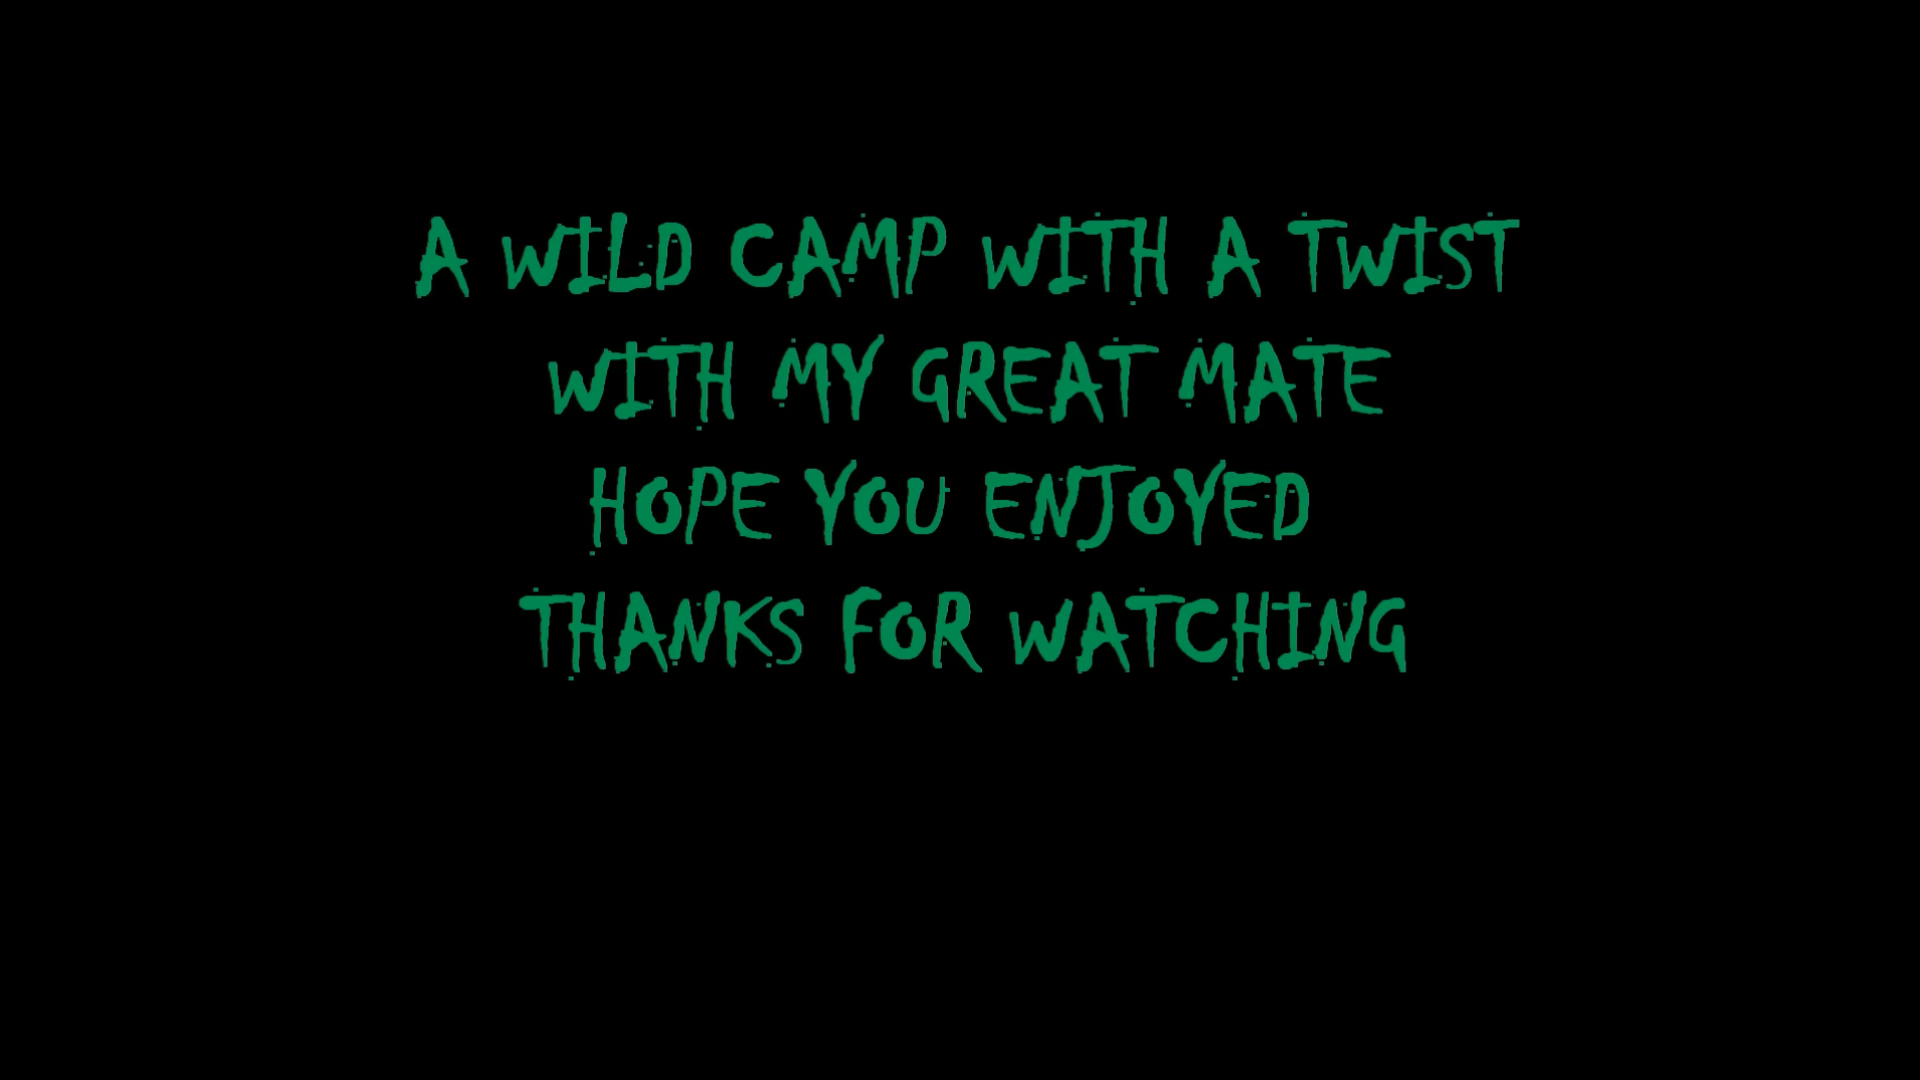 A WILD CAMP WITH A TWIST
WITH MY GREAT MATE
HOPE YOU ENJOYED
THANKS FOR WATCHING